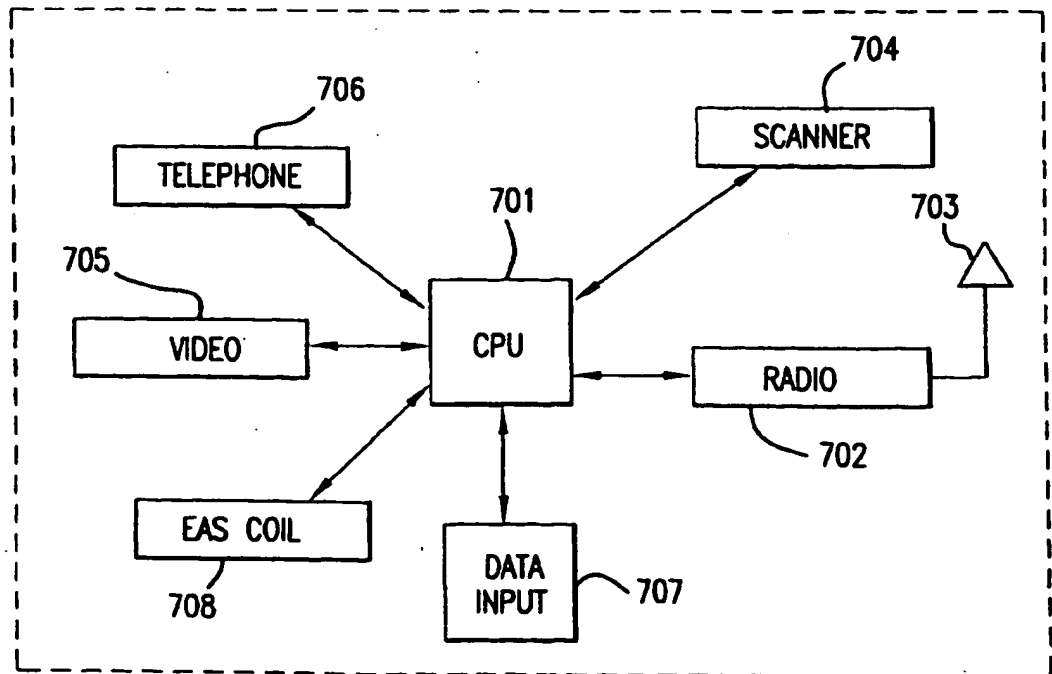 704
706
SCANNER
TELEPHONE
701
703
705
VIDEO
CPU
RADIO
702
EAS COIL
708
DATA
INPUT
707